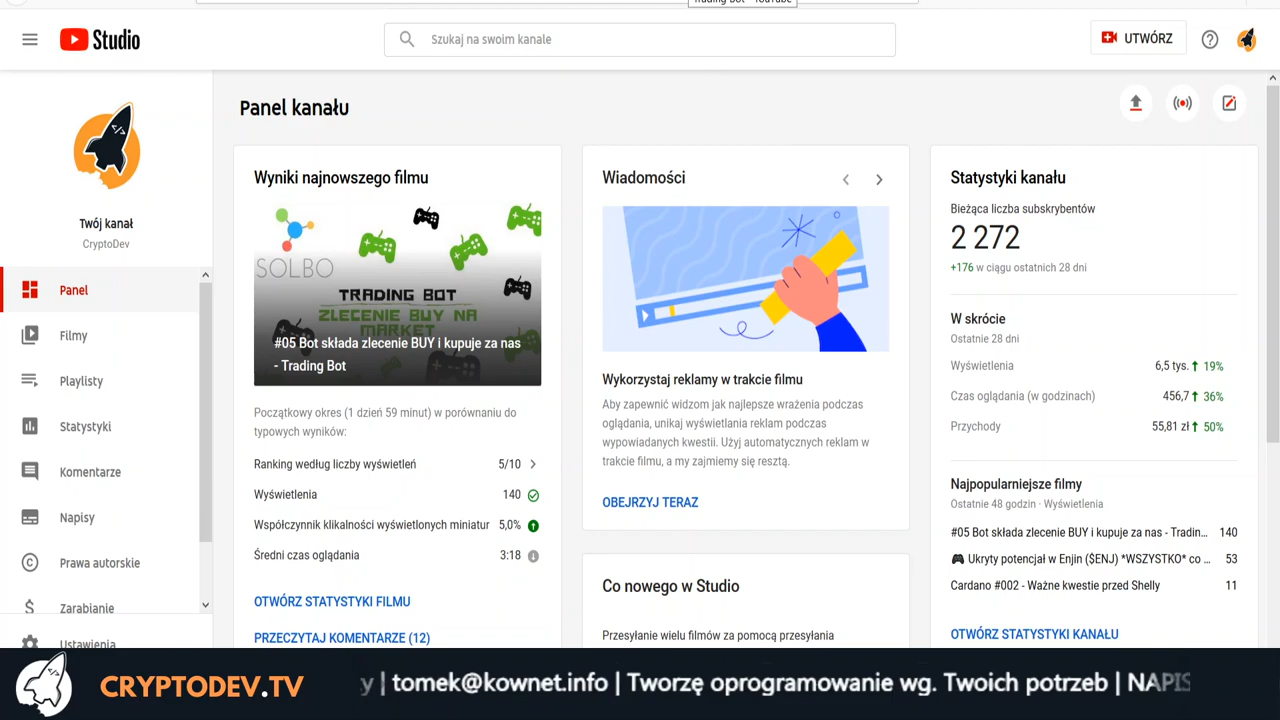 Trading Bot - YouTube
Studio
Szukaj na swoim kanale
UTWÓRZ
Panel kanału
Twój kanał
CryptoDev
Panel
Filmy
Playlisty
Statystyki
Komentarze
Napisy
Prawa autorskie
Zarabianie
Ustawienia
Wyniki najnowszego filmu
SOLBO
TRADING BOT
ZLECENIE BUY NA
MARKET
#05 Bot składa zlecenie BUY i kupuje za nas
- Trading Bot
Początkowy okres (1 dzień 59 minut) w porównaniu do
typowych wyników:
Ranking według liczby wyświetleń 5/10
Wyświetlenia 140
Współczynnik klikalności wyświetlonych miniatur 5,0%
Średni czas oglądania 3:18
OTWÓRZ STATYSTYKI FILMU
PRZECZYTAJ KOMENTARZE (12)
Wiadomości
Wykorzystaj reklamy w trakcie filmu
Aby zapewnić widzom jak najlepsze wrażenia podczas
oglądania, unikaj wyświetlania reklam podczas
wypowiadanych kwestii. Użyj automatycznych reklam w
trakcie filmu, a my zajmiemy się resztą.
OBEJRZYJ TERAZ
Co nowego w Studio
Przesyłanie wielu filmów za pomocą przesyłania
Statystyki kanału
Bieżąca liczba subskrybentów
2 272
+176 w ciągu ostatnich 28 dni
W skrócie
Ostatnie 28 dni
Wyświetlenia 6,5 tys. 19%
Czas oglądania (w godzinach) 456,7 36%
Przychody 55,81 zł 50%
Najpopularniejsze filmy
Ostatnie 48 godzin · Wyświetlenia
#05 Bot składa zlecenie BUY i kupuje za nas - Tradin... 140
🎮 Ukryty potencjał w Enjin ($ENJ) *WSZYSTKO* co ... 53
Cardano #002 - Ważne kwestie przed Shelly 11
OTWÓRZ STATYSTYKI KANAŁU
CRYPTODEV.TV
y | tomek@kownet.info | Tworzę oprogramowanie wg. Twoich potrzeb | NAPIS